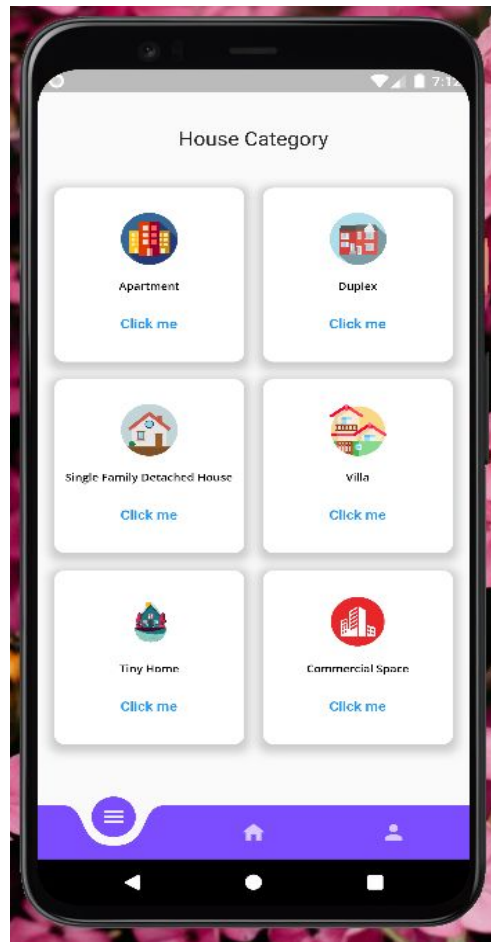 7:12
House Category
Apartment
Duplex
Click me
Click me
Single Family Detached House
Villa
Click me
Click me
Tiny Home
Commercial Space
Click me
Click me